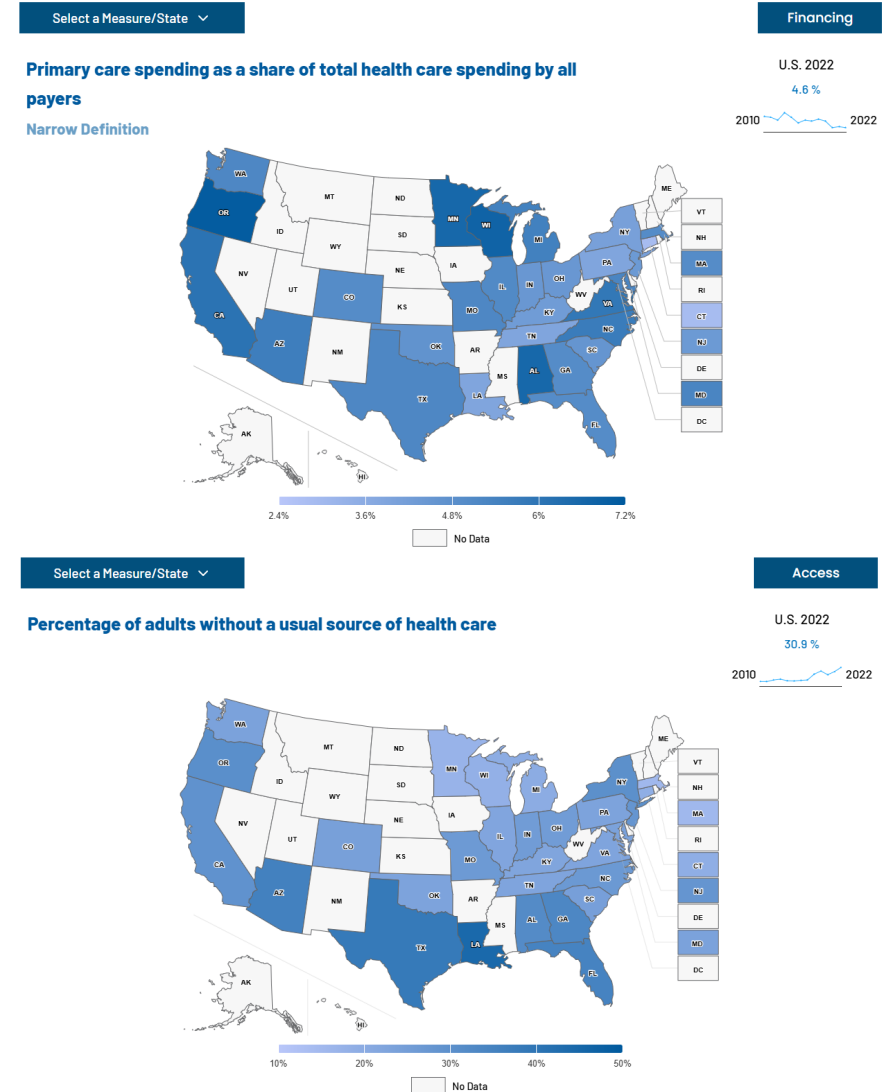 Select a Measure/State
Financing
Primary care spending as a share of total health care spending by all
payers
Narrow Definition
U.S. 2022
4.6 %
2010
2022
WA
MT
ND
MN
ME
OR
ID
SD
WI
MI
NY
VT
WY
NH
IA
PA
MA
NV
NE
IL
IN
OH
RI
UT
CO
WV
VA
CT
CA
KS
MO
KY
NC
NJ
AZ
NM
OK
AR
TN
SC
DE
MS
AL
GA
MD
TX
LA
DC
FL
AK
HI
2.4%
3.6%
4.8%
6%
7.2%
No Data
Select a Measure/State
Access
Percentage of adults without a usual source of health care
U.S. 2022
30.9 %
2010
2022
WA
MT
ND
MN
ME
OR
ID
SD
WI
MI
NY
VT
WY
NH
IA
PA
MA
NV
NE
IL
IN
OH
RI
UT
CO
WV
VA
CT
CA
KS
MO
KY
NC
NJ
AZ
NM
OK
AR
TN
SC
DE
MS
AL
GA
MD
TX
LA
DC
FL
AK
HI
10%
20%
30%
40%
50%
No Data